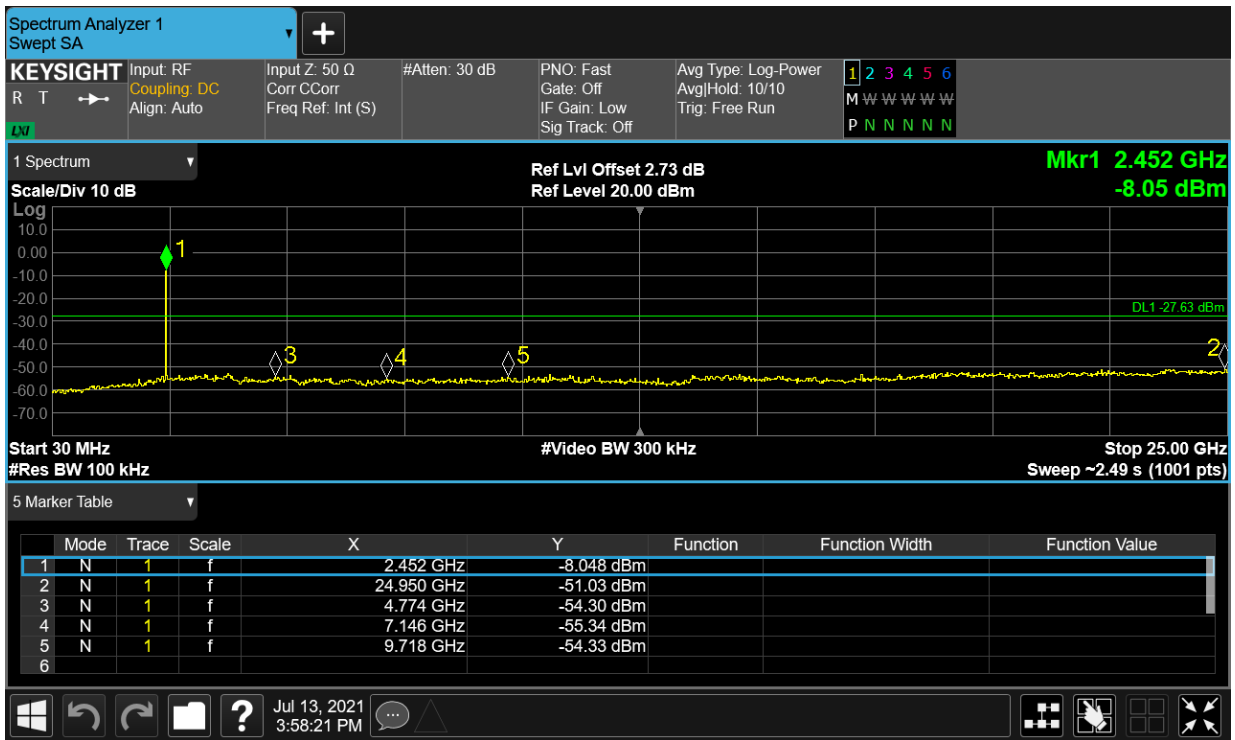 Spectrum Analyzer 1
Swept SA
+
KEYSIGHT
R T
LXI
Input: RF
Coupling: DC
Align: Auto
Input Z: 50 Ω
Corr CCorr
Freq Ref: Int (S)
#Atten: 30 dB
PNO: Fast
Gate: Off
IF Gain: Low
Sig Track: Off
Avg Type: Log-Power
Avg|Hold: 10/10
Trig: Free Run
1 2 3 4 5 6
M W W W W W
P N N N N N
1 Spectrum
Scale/Div 10 dB
Ref Lvl Offset 2.73 dB
Ref Level 20.00 dBm
Mkr1 2.452 GHz
-8.05 dBm
Log
10.0
0.00
-10.0
-20.0
-30.0
-40.0
-50.0
-60.0
-70.0
1
DL1 -27.63 dBm
3
4
5
2
Start 30 MHz
#Video BW 300 kHz
Stop 25.00 GHz
#Res BW 100 kHz
Sweep ~2.49 s (1001 pts)
5 Marker Table
Mode Trace Scale X Y Function Function Width Function Value
1 N 1 f 2.452 GHz -8.048 dBm
2 N 1 f 24.950 GHz -51.03 dBm
3 N 1 f 4.774 GHz -54.30 dBm
4 N 1 f 7.146 GHz -55.34 dBm
5 N 1 f 9.718 GHz -54.33 dBm
6
?
Jul 13, 2021
3:58:21 PM